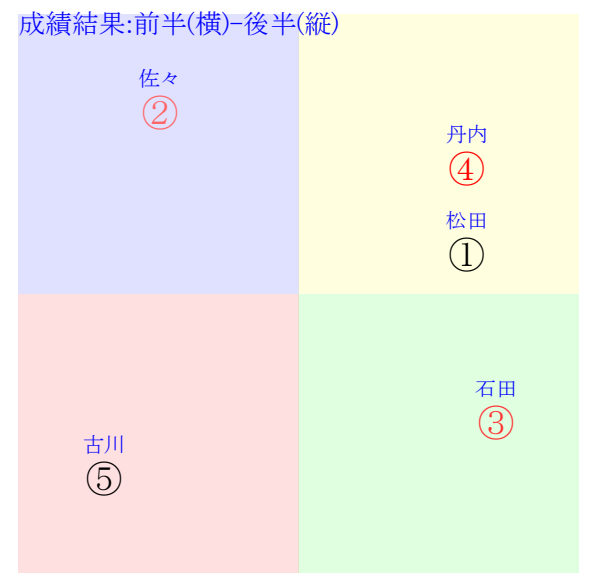 成績結果:前半(横)-後半(縦)
佐々
②
丹内
④
松田
①
石田
③
古川
⑤